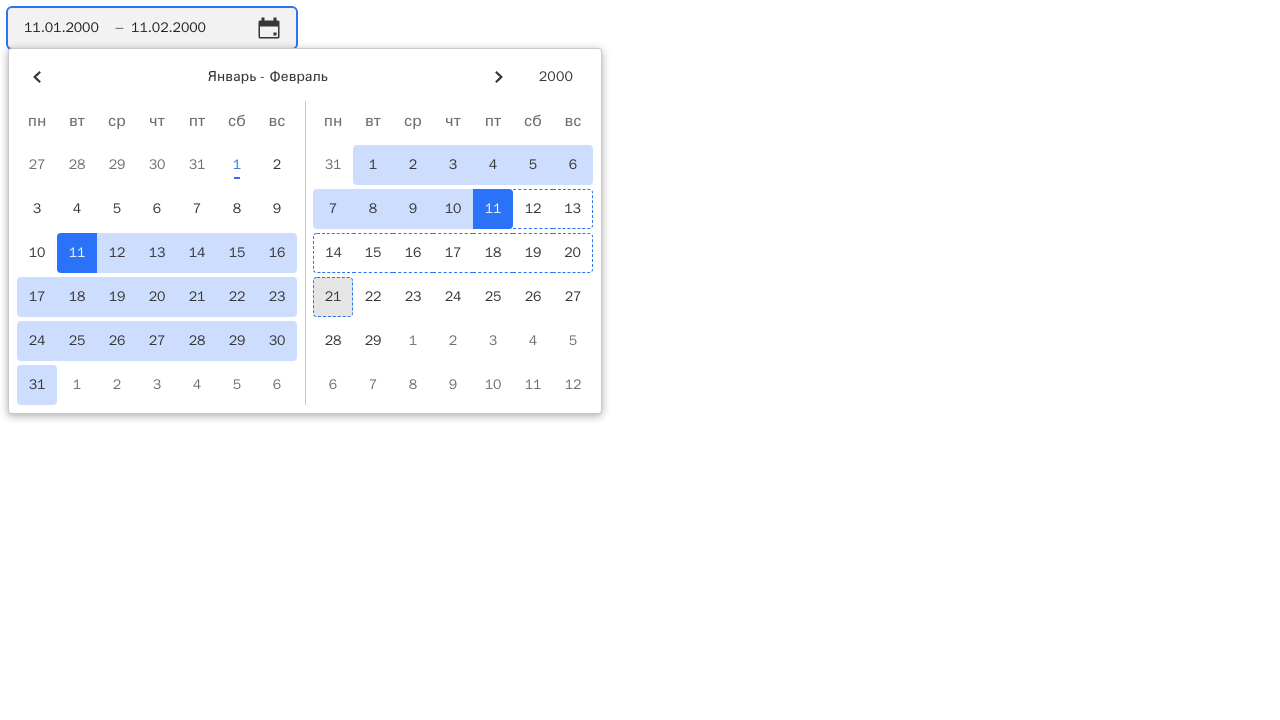 11.01.2000 – 11.02.2000
Январь - Февраль 2000
пн вт ср чт пт сб вс
27 28 29 30 31 1 2
3 4 5 6 7 8 9
10 11 12 13 14 15 16
17 18 19 20 21 22 23
24 25 26 27 28 29 30
31 1 2 3 4 5 6
пн вт ср чт пт сб вс
31 1 2 3 4 5 6
7 8 9 10 11 12 13
14 15 16 17 18 19 20
21 22 23 24 25 26 27
28 29 1 2 3 4 5
6 7 8 9 10 11 12